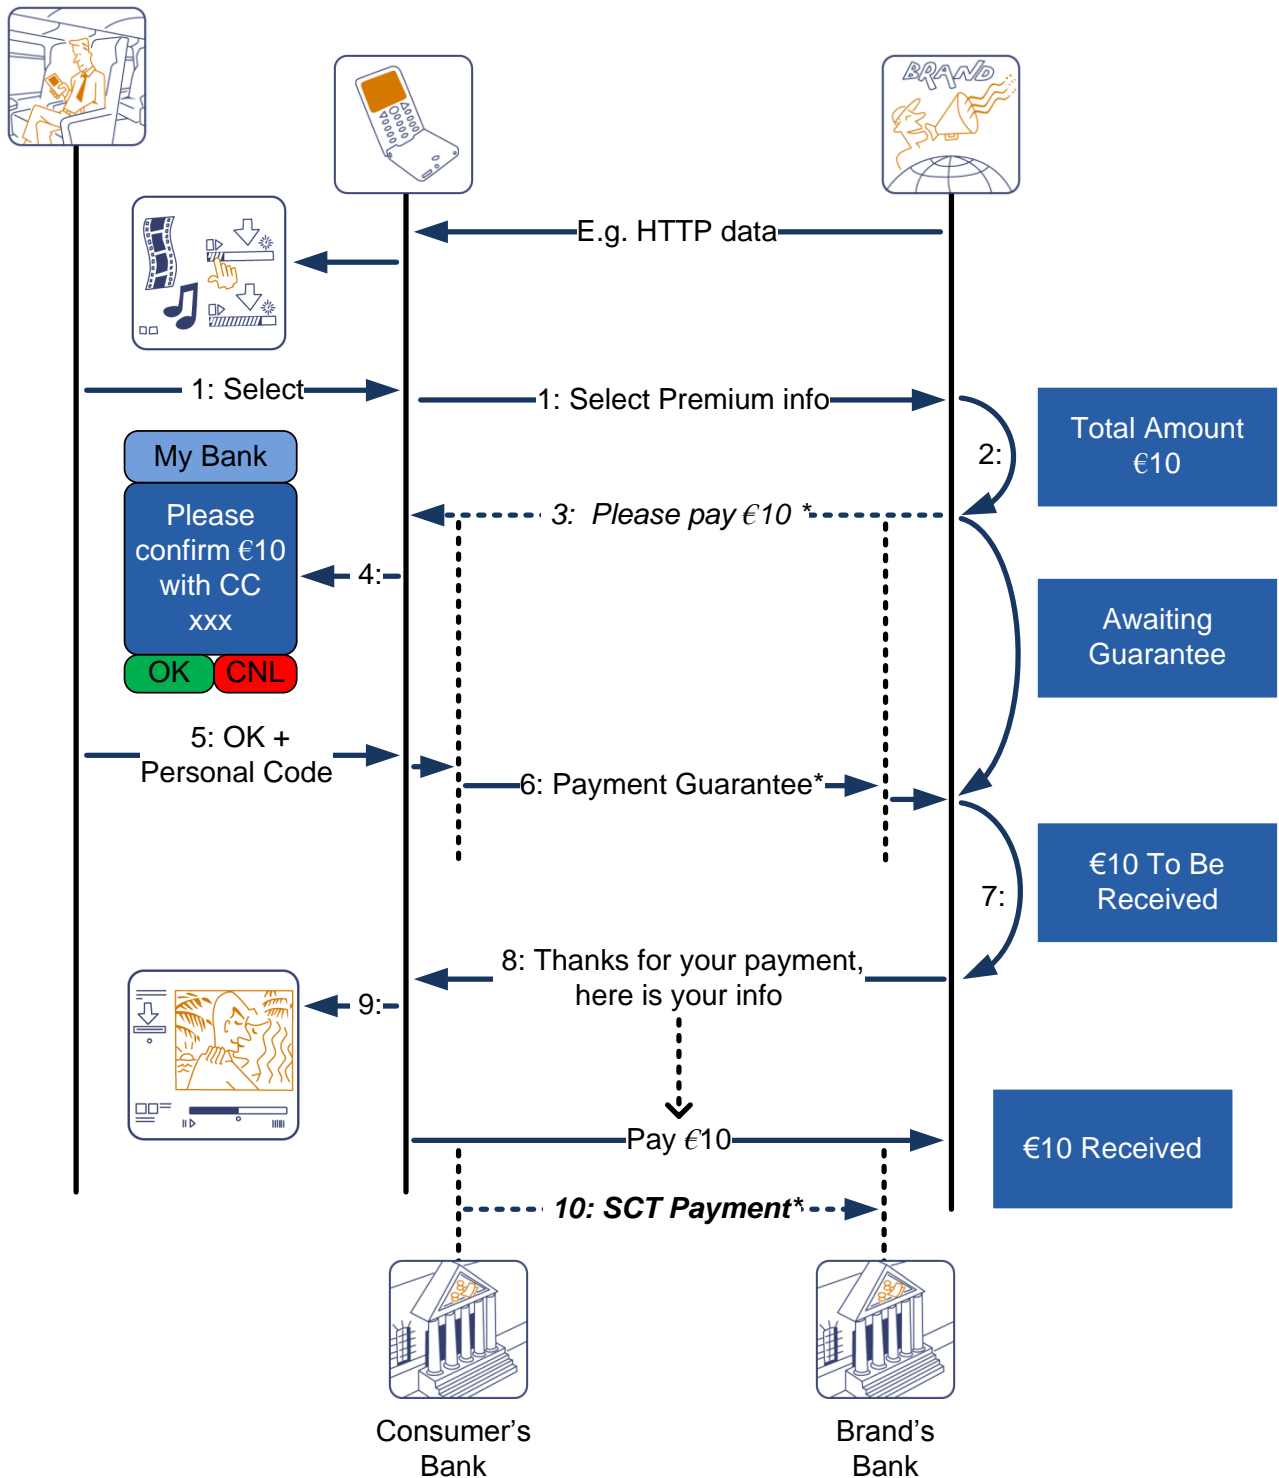 BRAND
E.g. HTTP data
1: Select
1: Select Premium info
2:
Total Amount
€10
My Bank
Please
confirm €10
with CC
xxx
OK
CNL
3: Please pay €10 *
4:
Awaiting
Guarantee
5: OK +
Personal Code
6: Payment Guarantee*
7:
€10 To Be
Received
8: Thanks for your payment,
here is your info
9:
Pay €10
€10 Received
10: SCT Payment*
Consumer’s
Bank
Brand’s
Bank